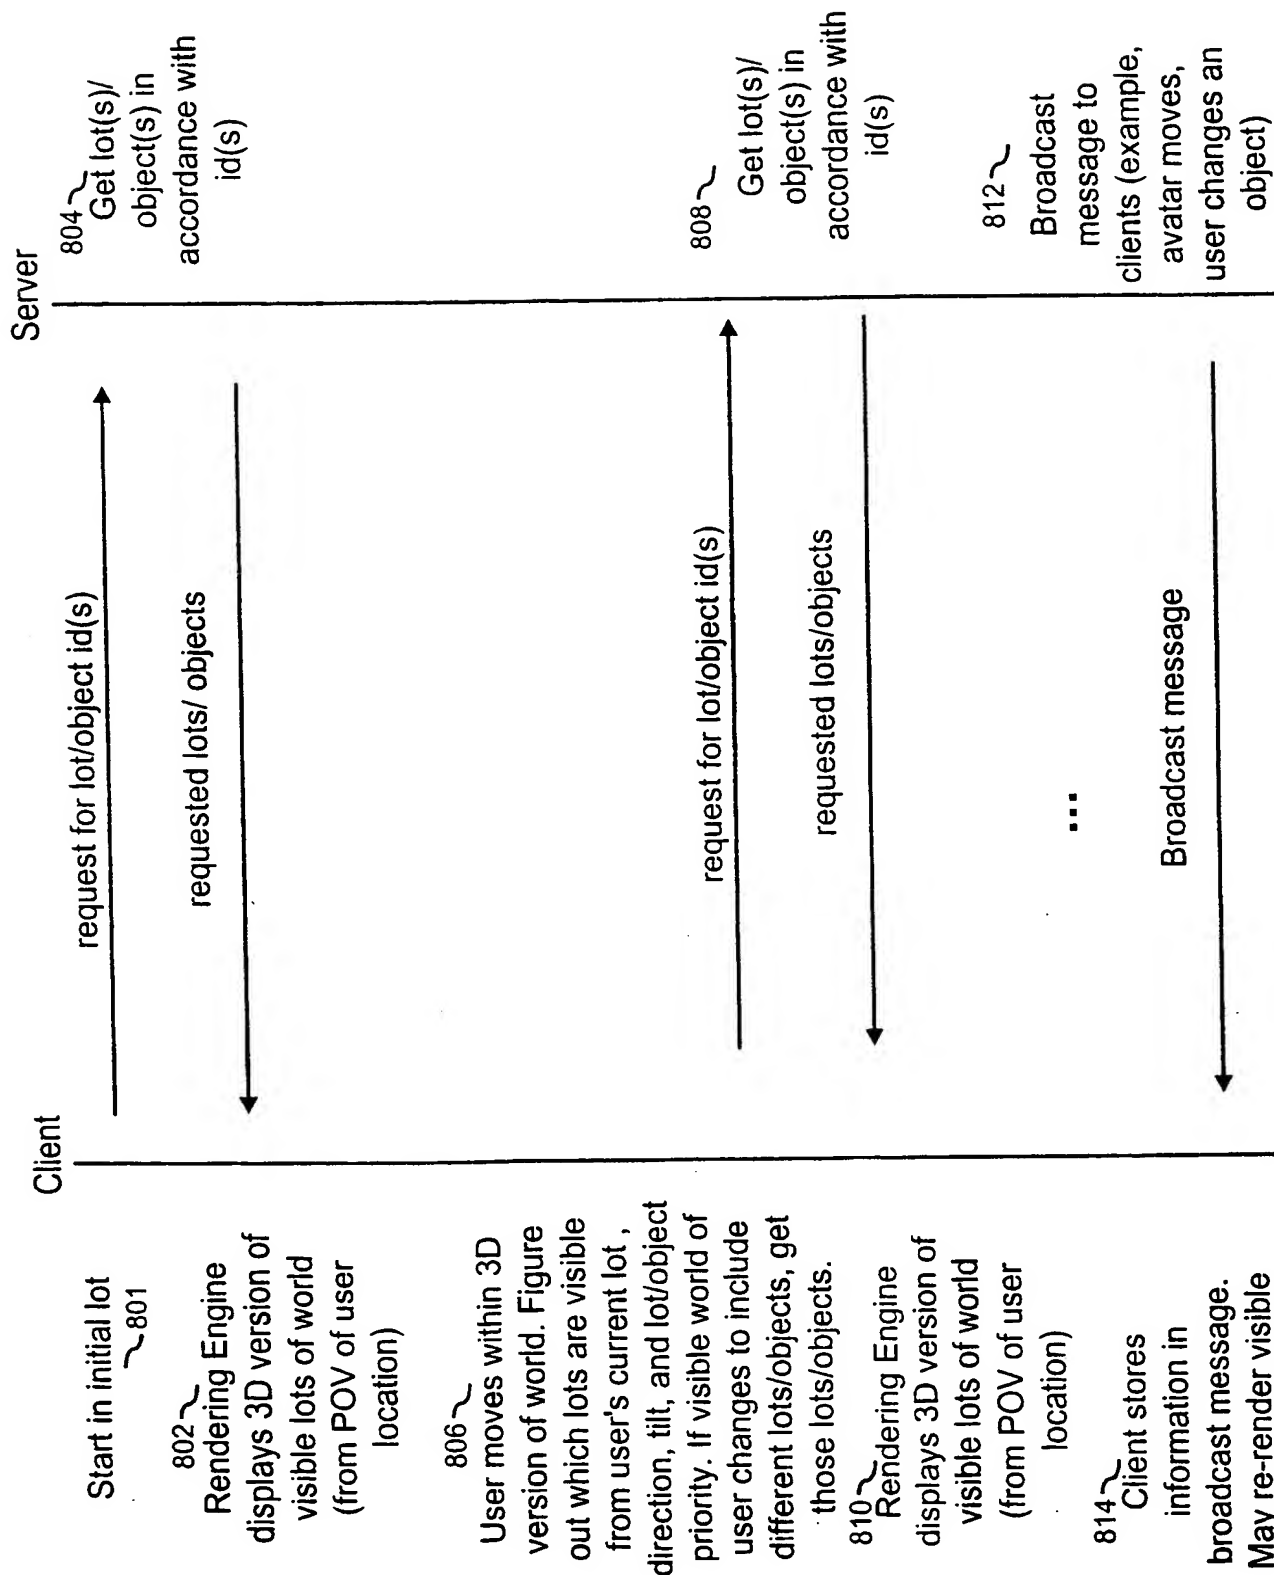 Client
Server
Start in initial lot
801
request for lot/object id(s)
804
Get lot(s)/
object(s) in
accordance with
id(s)
802
Rendering Engine
displays 3D version of
visible lots of world
(from POV of user
location)
requested lots/ objects
806
User moves within 3D
version of world. Figure
out which lots are visible
from user's current lot ,
direction, tilt, and lot/object
priority. If visible world of
user changes to include
different lots/objects, get
those lots/objects.
request for lot/object id(s)
808
Get lot(s)/
object(s) in
accordance with
id(s)
requested lots/objects
810
Rendering Engine
displays 3D version of
visible lots of world
(from POV of user
location)
...
812
Broadcast
message to
clients (example,
avatar moves,
user changes an
object)
Broadcast message
814
Client stores
information in
broadcast message.
May re-render visible